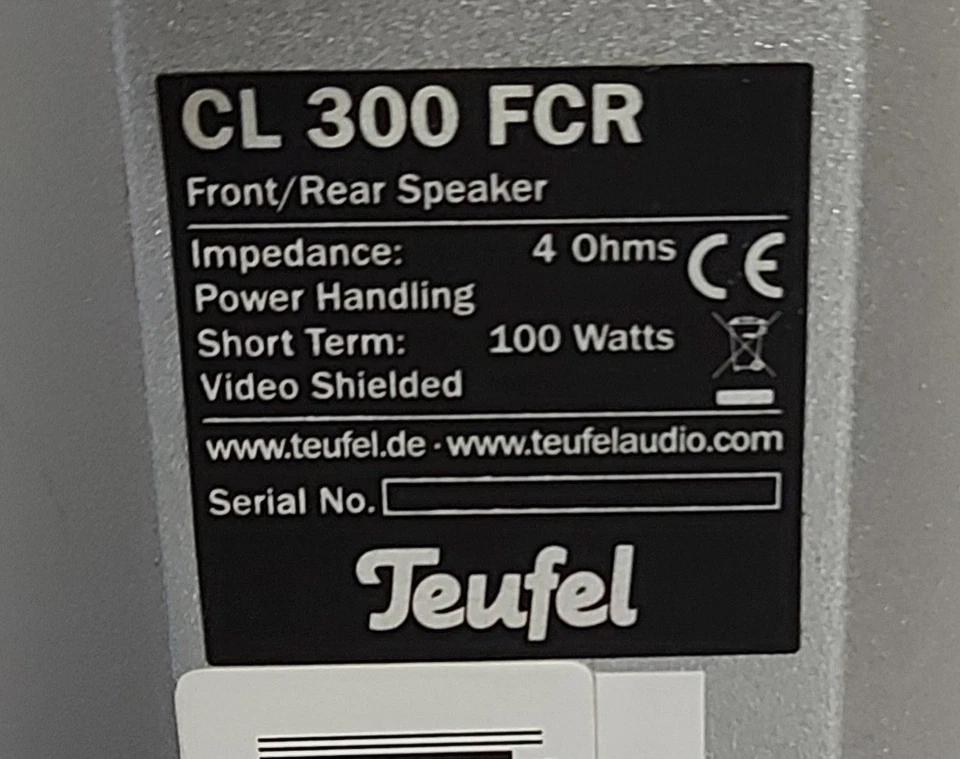 CL 300 FCR
Front/Rear Speaker
Impedance: 4 Ohms CE
Power Handling
Short Term: 100 Watts
Video Shielded
www.teufel.de · www.teufelaudio.com
Serial No.
Teufel